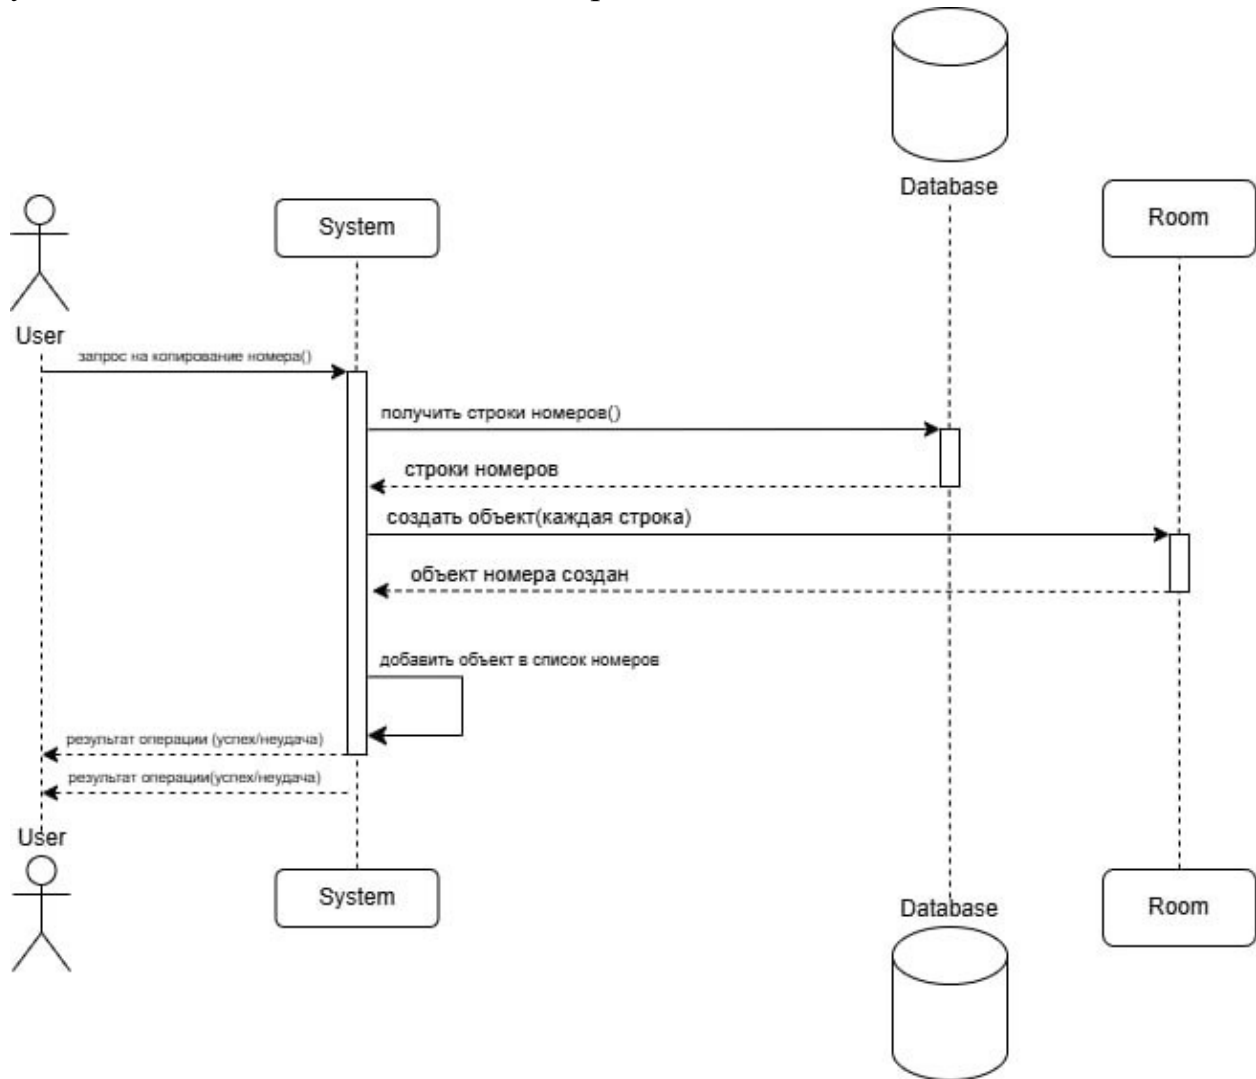 Database
System
Room
User
запрос на копирование номера()
получить строки номеров()
строки номеров
создать объект(каждая строка)
объект номера создан
добавить объект в список номеров
результат операции (успех/неудача)
результат операции(успех/неудача)
User
System
Database
Room